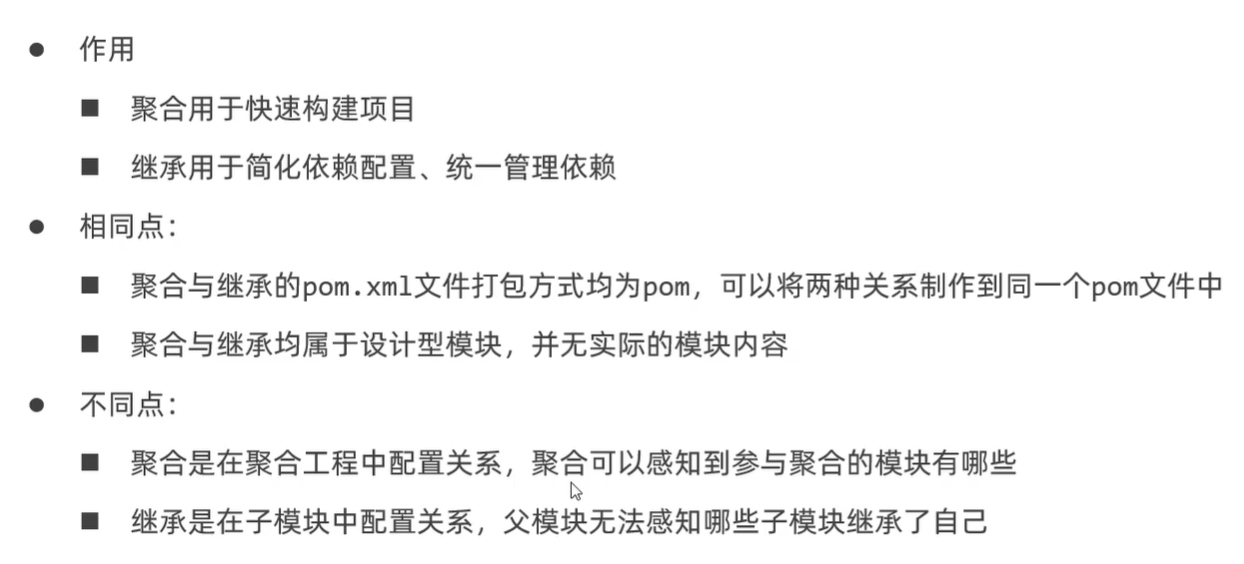 ● 作用
■ 聚合用于快速构建项目
■ 继承用于简化依赖配置、统一管理依赖
● 相同点：
■ 聚合与继承的pom.xml文件打包方式均为pom，可以将两种关系制作到同一个pom文件中
■ 聚合与继承均属于设计型模块，并无实际的模块内容
● 不同点：
■ 聚合是在聚合工程中配置关系，聚合可以感知到参与聚合的模块有哪些
■ 继承是在子模块中配置关系，父模块无法感知哪些子模块继承了自己